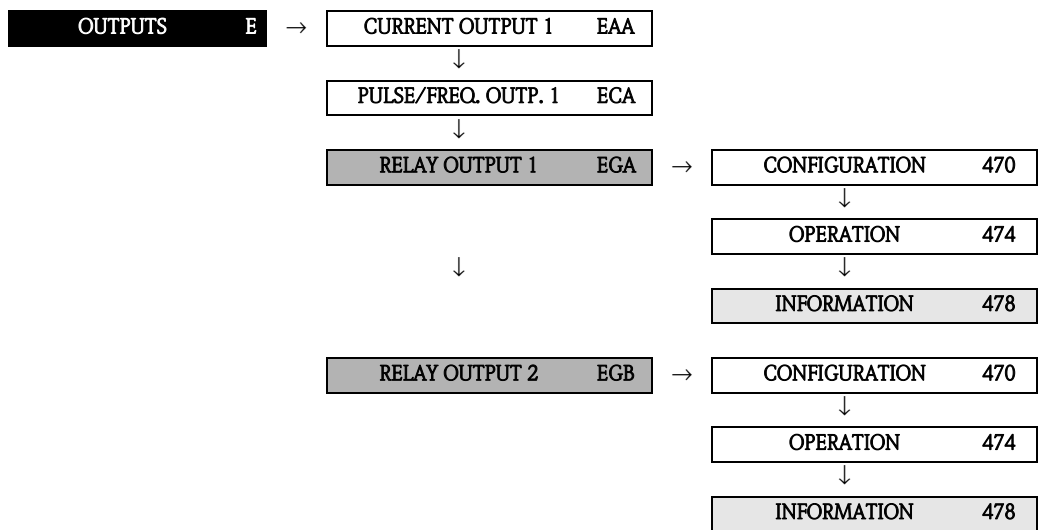 OUTPUTS E → CURRENT OUTPUT 1 EAA
↓
PULSE/FREQ. OUTP. 1 ECA
↓
RELAY OUTPUT 1 EGA → CONFIGURATION 470
↓
OPERATION 474
↓ ↓
INFORMATION 478
RELAY OUTPUT 2 EGB → CONFIGURATION 470
↓
OPERATION 474
↓
INFORMATION 478